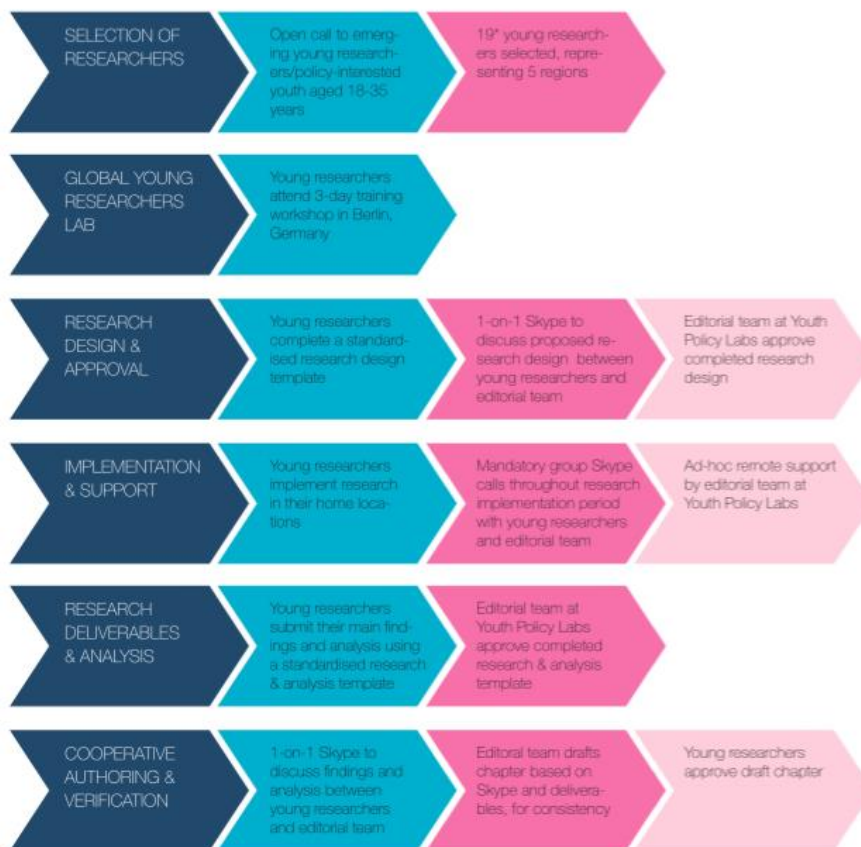 SELECTION OF
RESEARCHERS
Open call to emerg-
ing young research-
ers/policy-interested
youth aged 18-35
years
19* young research-
ers selected, repre-
senting 5 regions
GLOBAL YOUNG
RESEARCHERS
LAB
Young researchers
attend 3-day training
workshop in Berlin,
Germany
RESEARCH
DESIGN &
APPROVAL
Young researchers
complete a standard-
ised research design
template
1-on-1 Skype to
discuss proposed re-
search design between
young researchers and
editorial team
Editorial team at Youth
Policy Labs approve
completed research
design
IMPLEMENTATION
& SUPPORT
Young researchers
implement research
in their home loca-
tions
Mandatory group Skype
calls throughout research
implementation period
with young researchers
and editorial team
Ad-hoc remote support
by editorial team at
Youth Policy Labs
RESEARCH
DELIVERABLES
& ANALYSIS
Young researchers
submit their main find-
ings and analysis using
a standardised research
& analysis template
Editorial team at
Youth Policy Labs
approve completed
research & analysis
template
COOPERATIVE
AUTHORING &
VERIFICATION
1-on-1 Skype to
discuss findings and
analysis between
young researchers
and editorial team
Editoral team drafts
chapter based on
Skype and delivera-
bles, for consistency
Young researchers
approve draft chapter